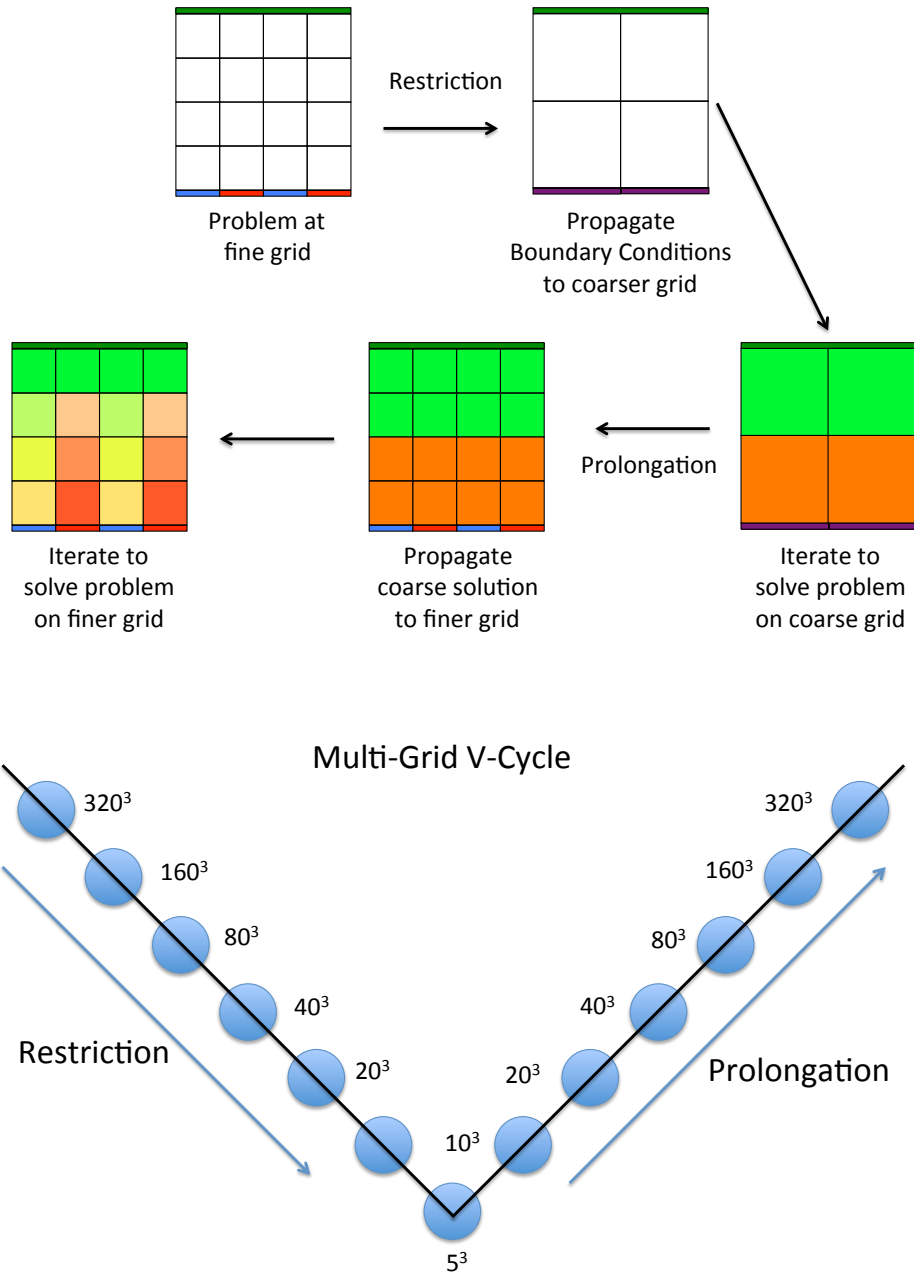 Restriction
Problem at
fine grid
Propagate
Boundary Conditions
to coarser grid
Prolongation
Iterate to
solve problem
on finer grid
Propagate
coarse solution
to finer grid
Iterate to
solve problem
on coarse grid
Multi-Grid V-Cycle
320³
320³
160³
160³
80³
80³
40³
40³
Restriction
20³
20³
Prolongation
10³
5³